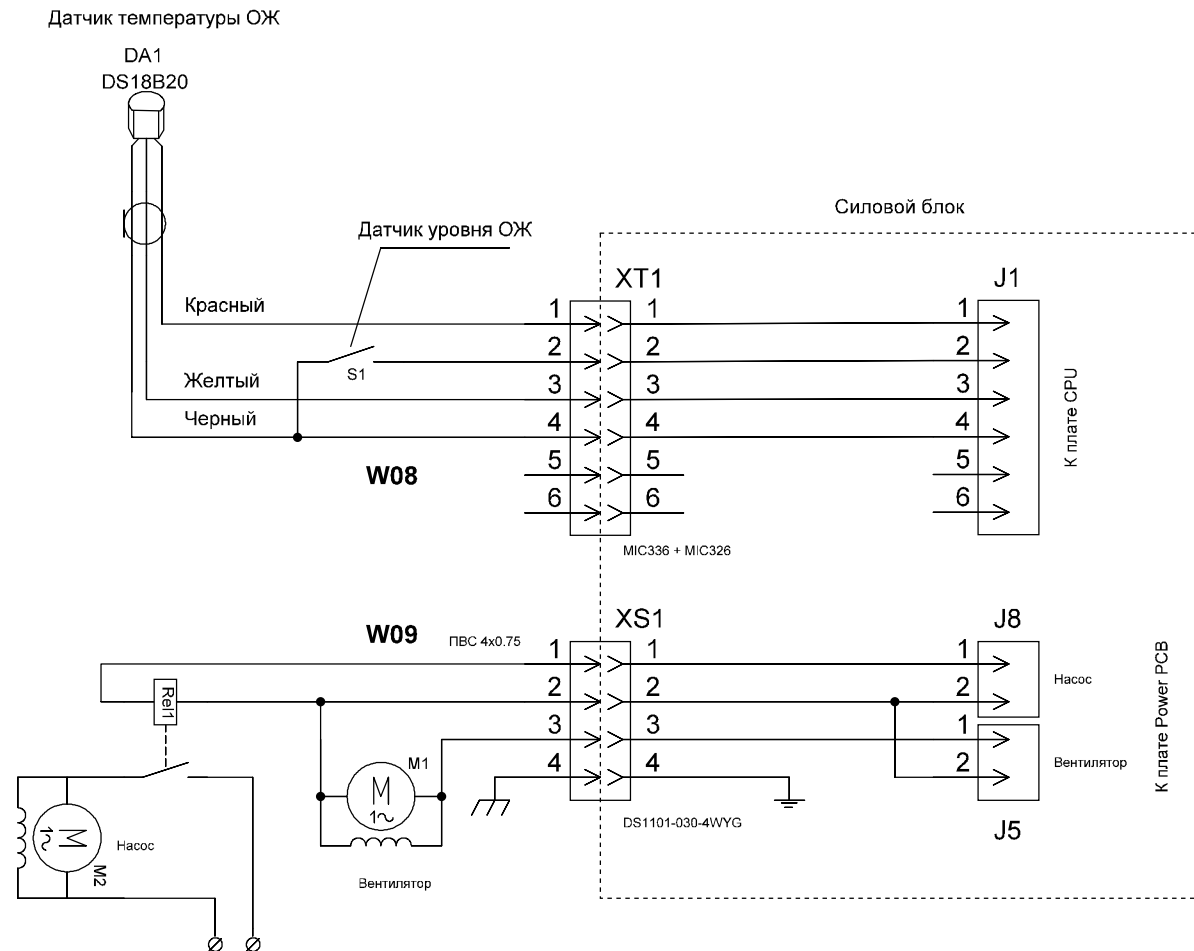 Датчик температуры ОЖ
DA1
DS18B20
Силовой блок
Датчик уровня ОЖ
XT1
J1
Красный
1
1
1
2
2
2
S1
Желтый
3
3
3
Черный
4
4
4
W08
5
5
5
6
6
6
К плате CPU
MIC336 + MIC326
W09
ПВС 4x0.75
XS1
J8
1
1
1
Насос
2
2
2
Rel1
3
3
1
Вентилятор
4
4
2
К плате Power PCB
M1
M
1~
DS1101-030-4WYG
J5
M
1~
M2
Насос
Вентилятор